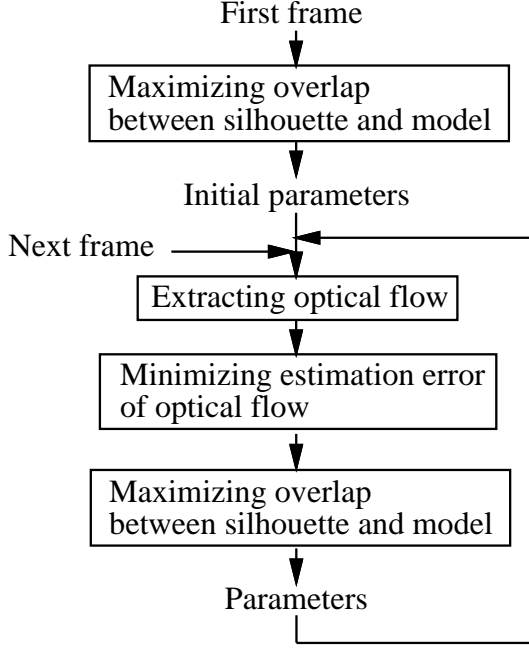 First frame
Maximizing overlap
between silhouette and model
Initial parameters
Next frame
Extracting optical flow
Minimizing estimation error
of optical flow
Maximizing overlap
between silhouette and model
Parameters